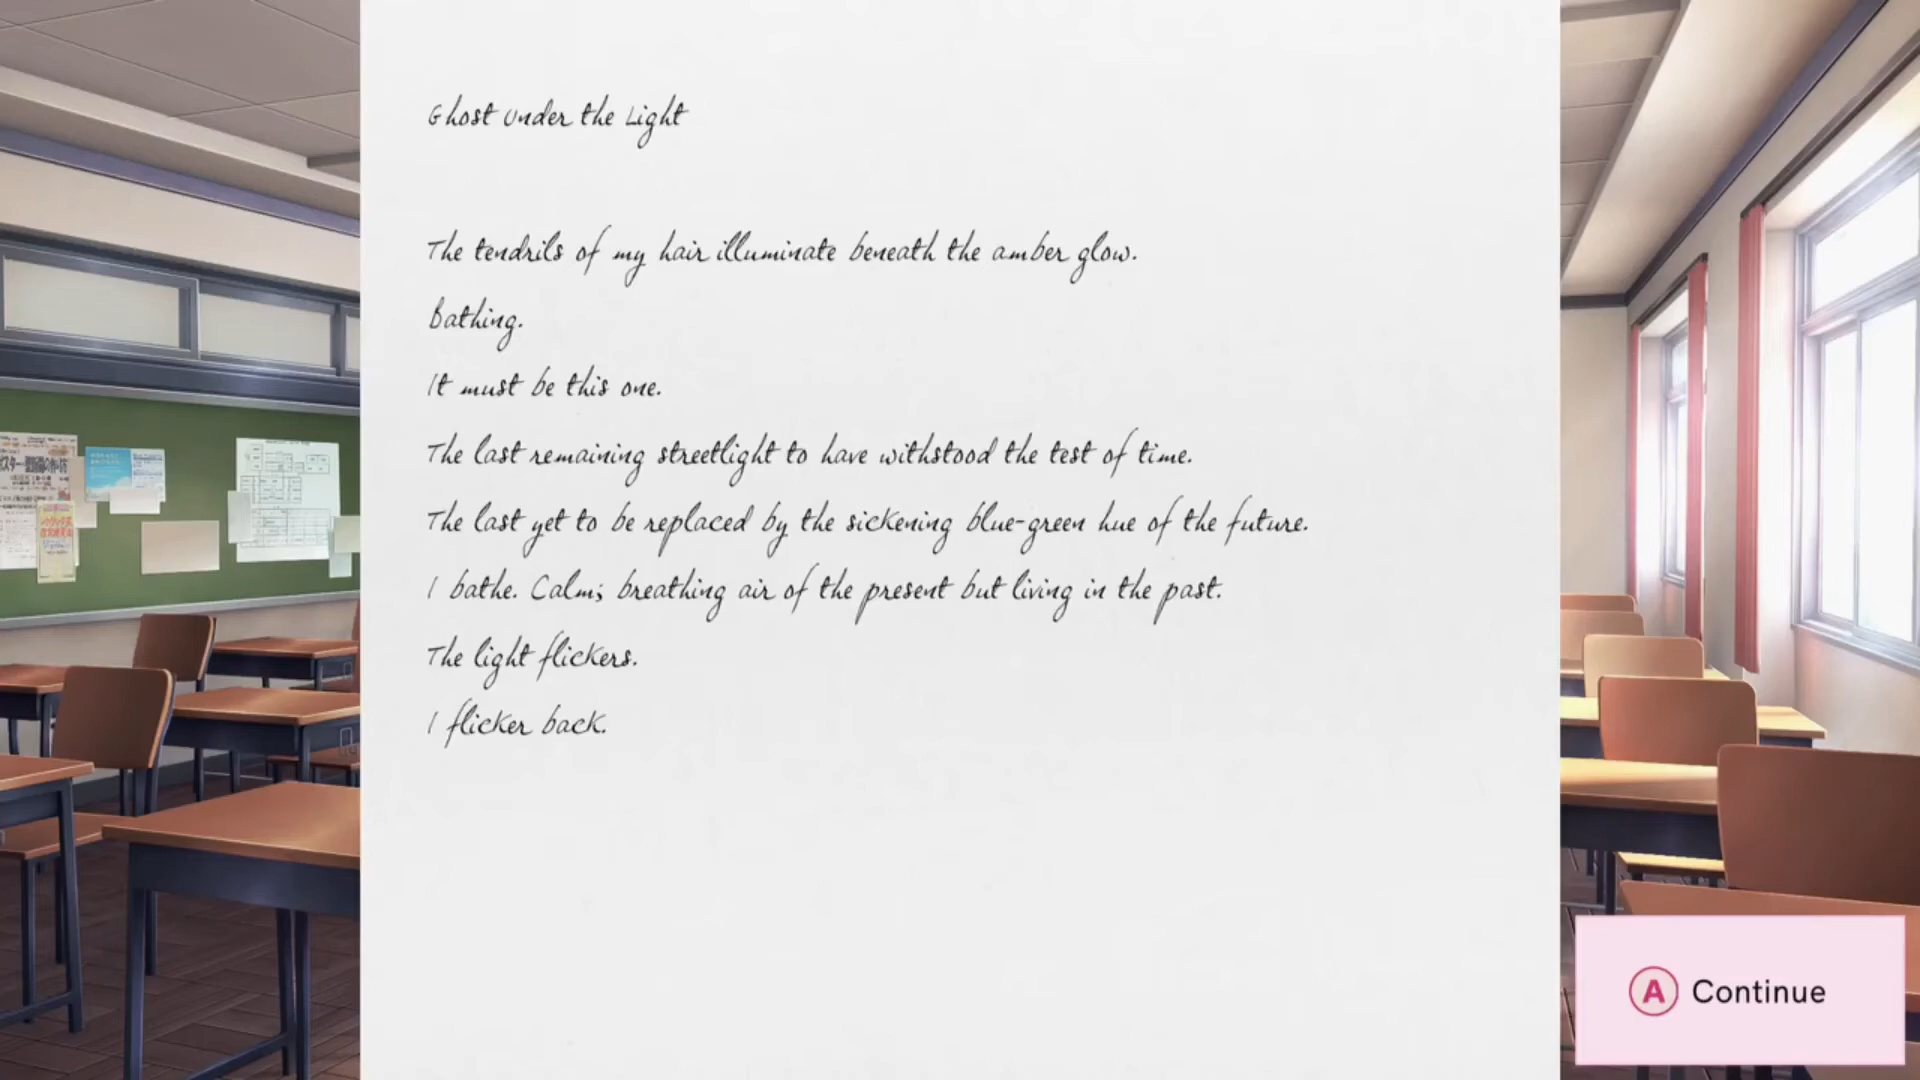 Ghost Under the Light
The tendrils of my hair illuminate beneath the amber glow.
Bathing.
It must be this one.
The last remaining streetlight to have withstood the test of time.
The last yet to be replaced by the sickening blue-green hue of the future.
I bathe. Calm; breathing air of the present but living in the past.
The light flickers.
I flicker back.
A Continue